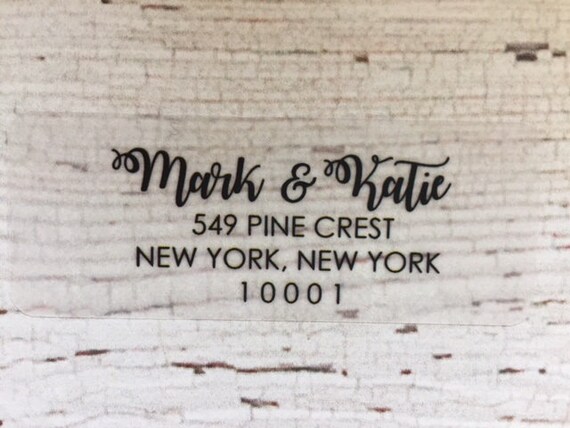 Mark & Katie
549 PINE CREST
NEW YORK, NEW YORK
10001